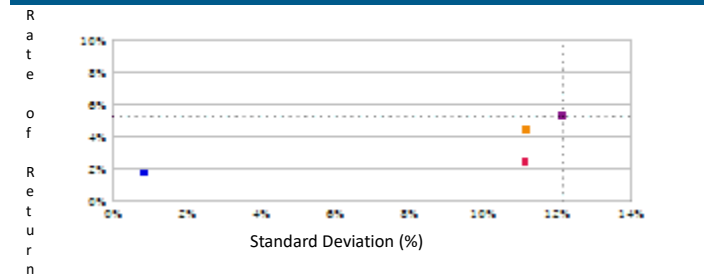 Rate of Return
10%
8%
6%
4%
2%
0%
0% 2% 4% 6% 8% 10% 12% 14%
Standard Deviation (%)